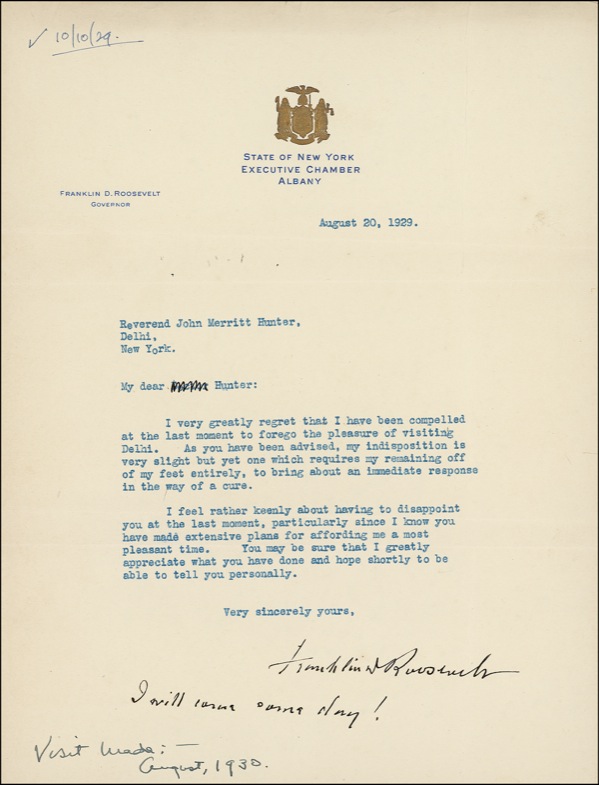 ✓ 10/10/29.
STATE OF NEW YORK
EXECUTIVE CHAMBER
ALBANY
FRANKLIN D. ROOSEVELT
GOVERNOR
August 20, 1929.
Reverend John Merritt Hunter,
Delhi,
New York.
My dear Hunter:
I very greatly regret that I have been compelled
at the last moment to forego the pleasure of visiting
Delhi. As you have been advised, my indisposition is
very slight but yet one which requires my remaining off
of my feet entirely, to bring about an immediate response
in the way of a cure.
I feel rather keenly about having to disappoint
you at the last moment, particularly since I know you
have made extensive plans for affording me a most
pleasant time. You may be sure that I greatly
appreciate what you have done and hope shortly to be
able to tell you personally.
Very sincerely yours,
Franklin D Roosevelt
I will come some day!
Visit made: —
August, 1930.